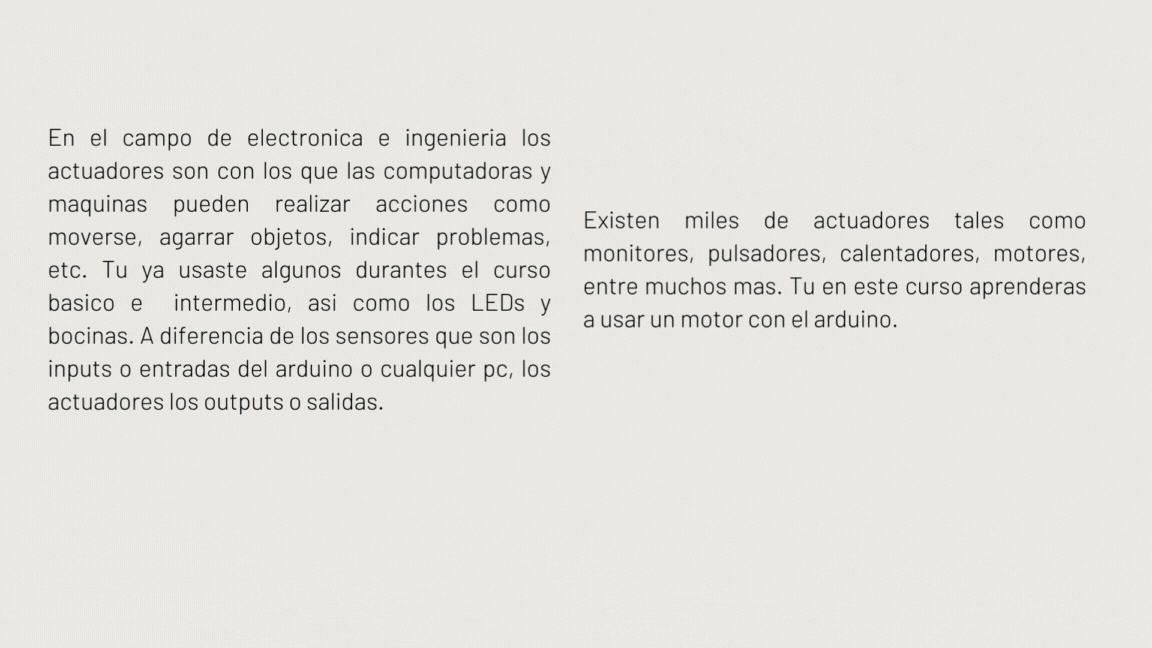 En el campo de electronica e ingenieria los
actuadores son con los que las computadoras y
maquinas pueden realizar acciones como
moverse, agarrar objetos, indicar problemas,
etc. Tu ya usaste algunos durantes el curso
basico e intermedio, asi como los LEDs y
bocinas. A diferencia de los sensores que son los
inputs o entradas del arduino o cualquier pc, los
actuadores los outputs o salidas.
Existen miles de actuadores tales como
monitores, pulsadores, calentadores, motores,
entre muchos mas. Tu en este curso aprenderas
a usar un motor con el arduino.